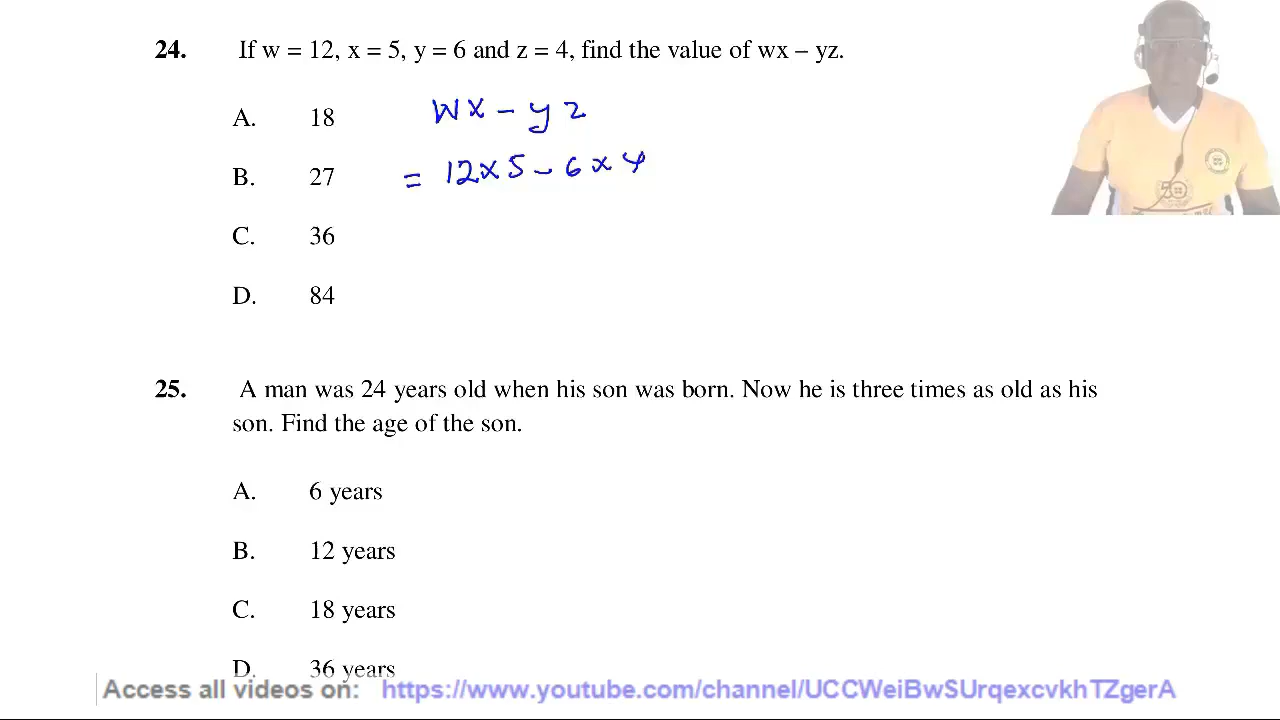 24. If w = 12, x = 5, y = 6 and z = 4, find the value of wx – yz.
A. 18
wx - yz
B. 27
= 12 x 5 - 6 x 4
C. 36
D. 84
25. A man was 24 years old when his son was born. Now he is three times as old as his
son. Find the age of the son.
A. 6 years
B. 12 years
C. 18 years
D. 36 years
Access all videos on: https://www.youtube.com/channel/UCCWeiBwSUrqexcvkhTZgerA